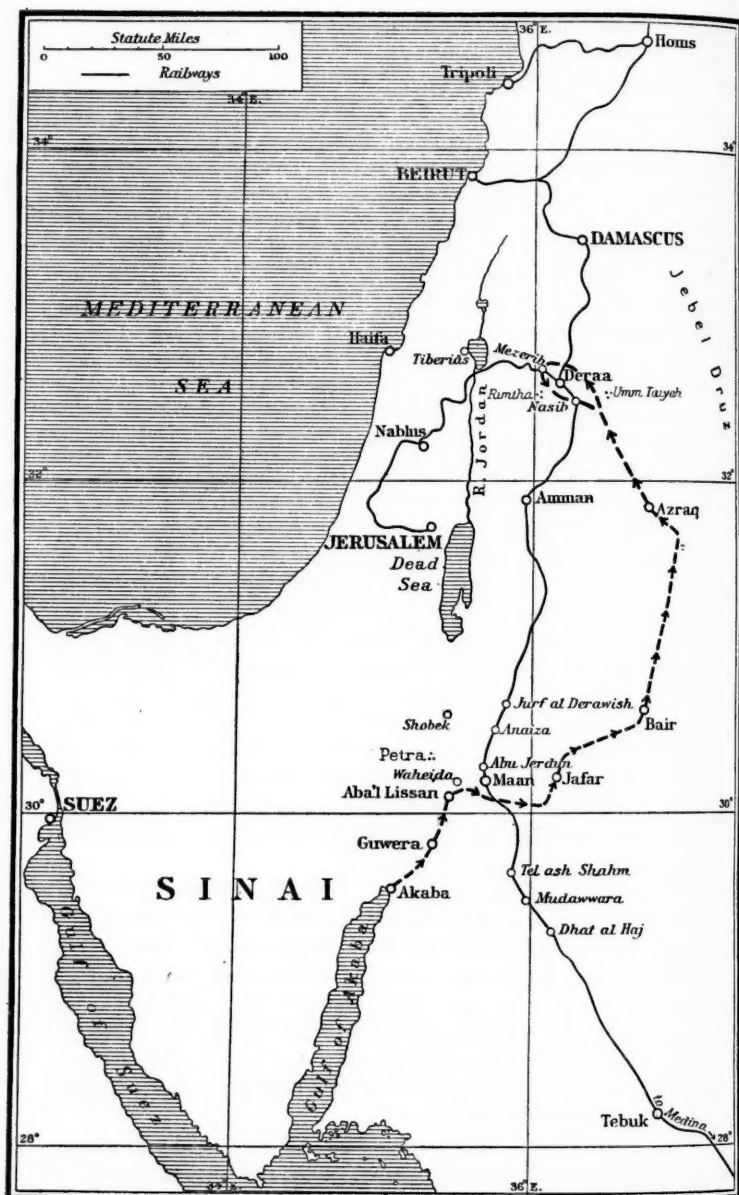 Statute Miles
0 50 100
Railways
36°E.
34°E.
Homs
Tripoli
34°
34
BEIRUT
DAMASCUS
MEDITERRANEAN
SEA
Jebel Druz
Haifa
Tiberias
Mezerib
Deraa
Rimtha
Nasib
Umm Taiyeh
R. Jordan
Nablus
32°
32
Amman
Azraq
JERUSALEM
Dead
Sea
Jurf al Derawish
Shobek
Anaiza
Bair
Petra
Abu Jerdun
Waheida
Maan
Jafar
Aba'l Lissan
30°
30
SUEZ
Guwera
SINAI
Tel ash Shahm
Akaba
Mudawwara
Dhat al Haj
Gulf of Suez
Gulf of Akaba
Tebuk
to Medina
28°
28°
36°E.